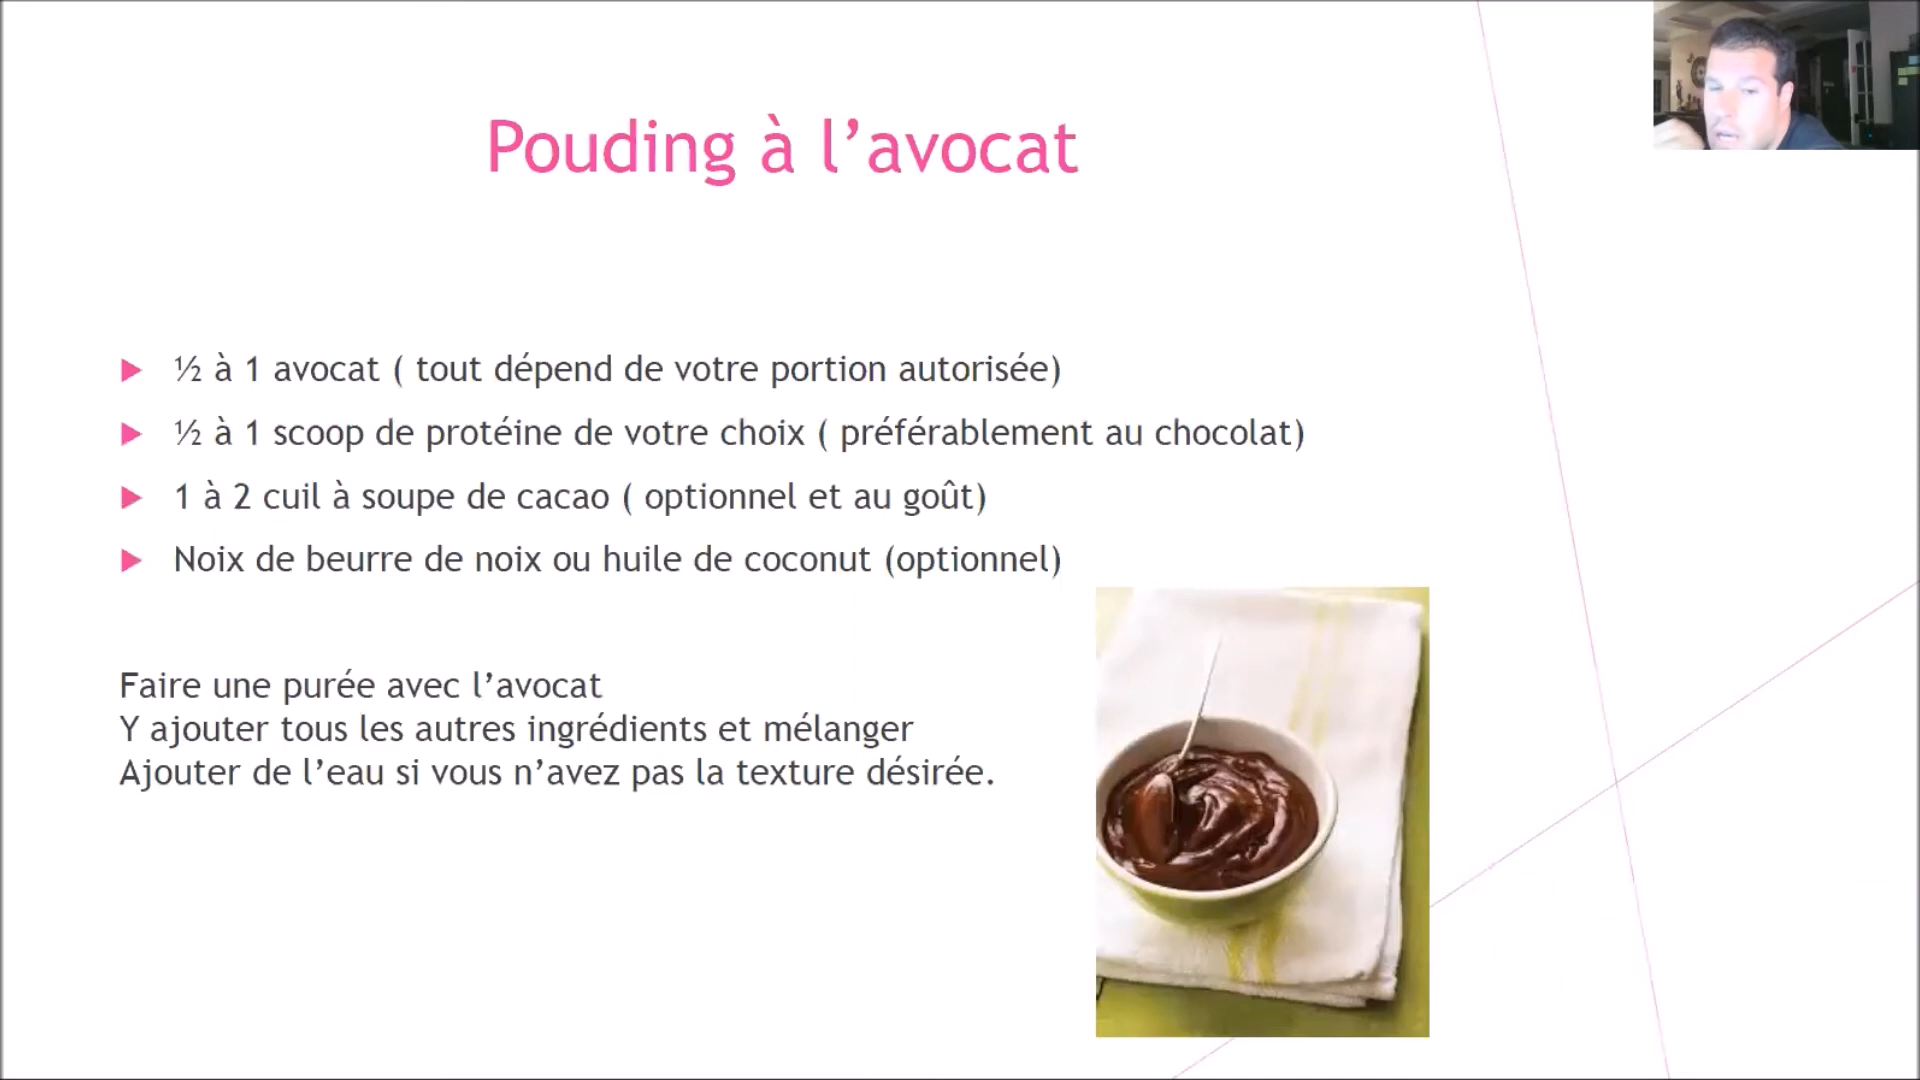 Pouding à l’avocat
½ à 1 avocat ( tout dépend de votre portion autorisée)
½ à 1 scoop de protéine de votre choix ( préférablement au chocolat)
1 à 2 cuil à soupe de cacao ( optionnel et au goût)
Noix de beurre de noix ou huile de coconut (optionnel)
Faire une purée avec l’avocat
Y ajouter tous les autres ingrédients et mélanger
Ajouter de l’eau si vous n’avez pas la texture désirée.